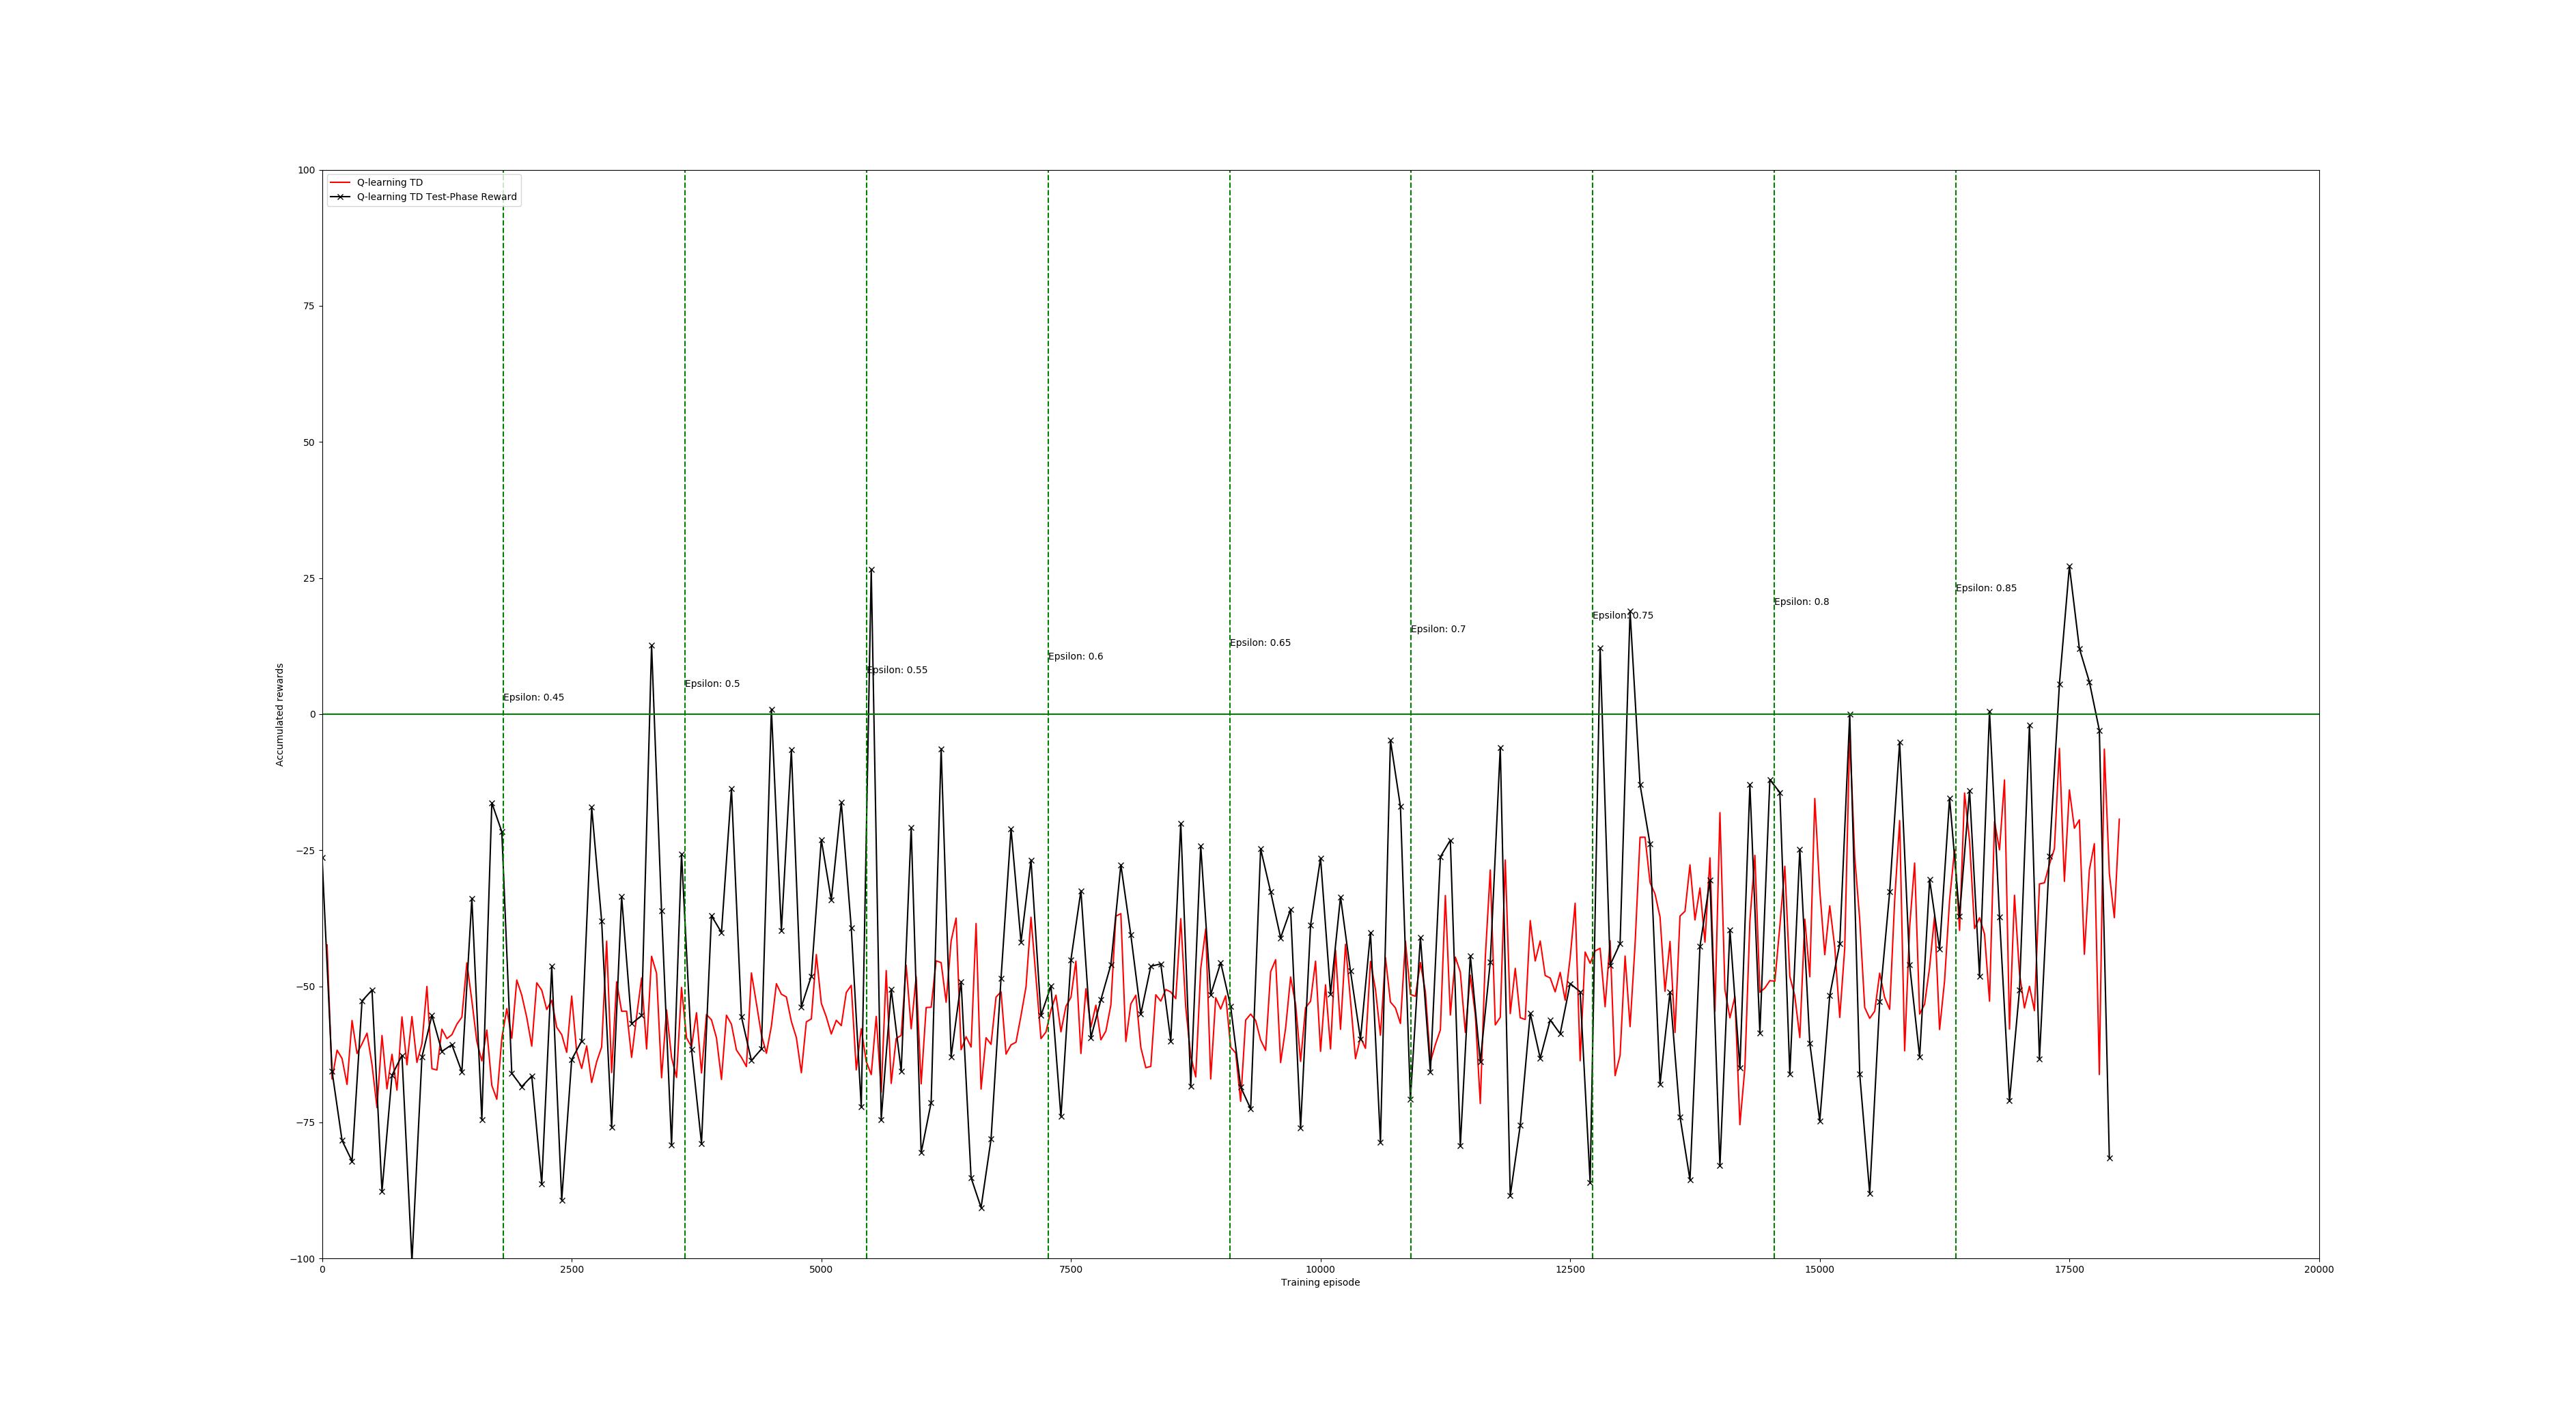 100
75
50
25
0
−25
−50
−75
−100
Accumulated rewards
Q-learning TD
Q-learning TD Test-Phase Reward
Epsilon: 0.45
Epsilon: 0.5
Epsilon: 0.55
Epsilon: 0.6
Epsilon: 0.65
Epsilon: 0.7
Epsilon: 0.75
Epsilon: 0.8
Epsilon: 0.85
0 2500 5000 7500 10000 12500 15000 17500 20000
Training episode